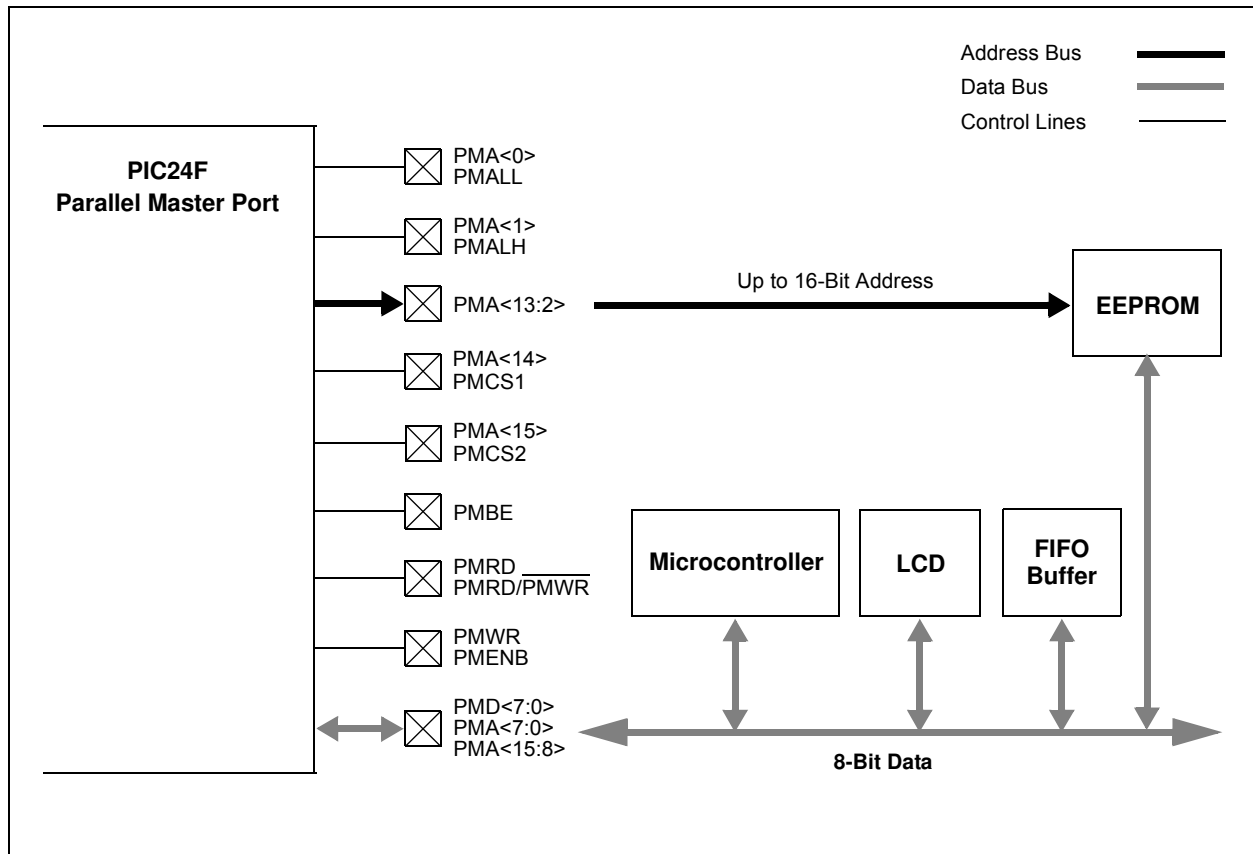 Address Bus
Data Bus
Control Lines
PIC24F
Parallel Master Port
PMA<0>
PMALL
PMA<1>
PMALH
PMA<13:2>
Up to 16-Bit Address
EEPROM
PMA<14>
PMCS1
PMA<15>
PMCS2
PMBE
Microcontroller
LCD
FIFO
Buffer
PMRD
PMRD/PMWR
PMWR
PMENB
PMD<7:0>
PMA<7:0>
PMA<15:8>
8-Bit Data